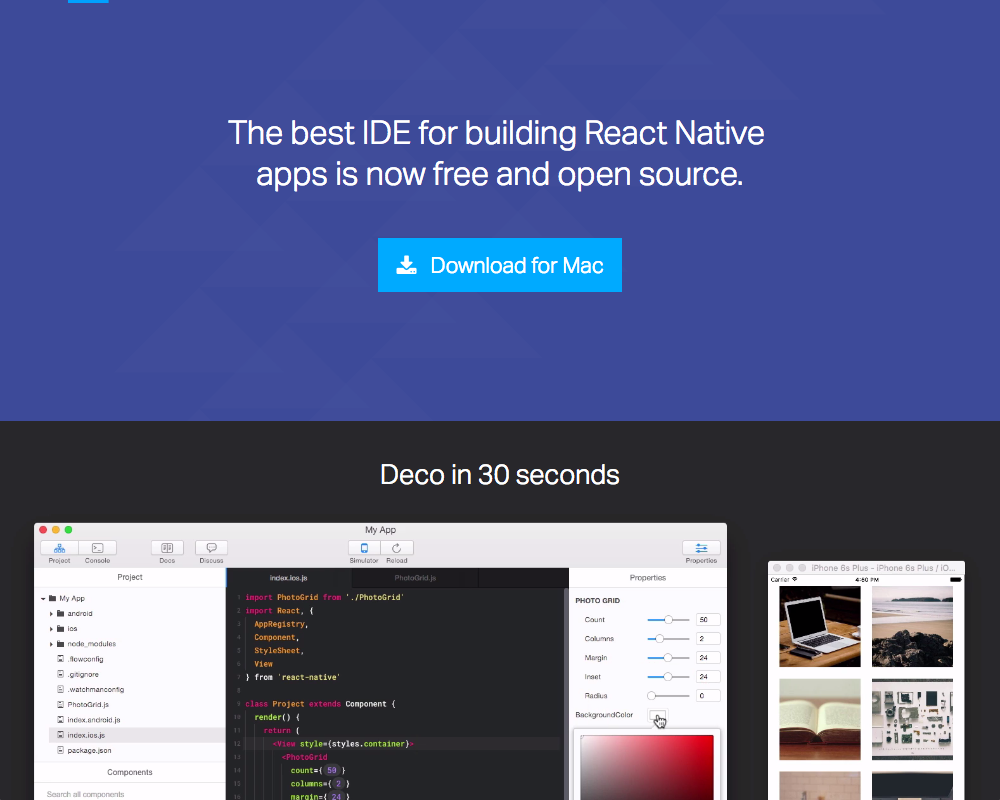 The best IDE for building React Native
apps is now free and open source.
Download for Mac
Deco in 30 seconds
My App
Project
Console
Docs
Discuss
Simulator
Reload
Properties
Project
index.ios.js
PhotoGrid.js
Properties
My App
android
ios
node_modules
.flowconfig
.gitignore
.watchmanconfig
PhotoGrid.js
index.android.js
index.ios.js
package.json
Components
Search all components
1 import PhotoGrid from './PhotoGrid'
2 import React, {
3 AppRegistry,
4 Component,
5 StyleSheet,
6 View
7 } from 'react-native'
8
9 class Project extends Component {
10 render() {
11 return (
12 <View style={styles.container}>
13 <PhotoGrid
14 count={ 50 }
15 columns={ 2 }
16 margin={ 24 }
PHOTO GRID
Count 50
Columns 2
Margin 24
Inset 24
Radius 0
BackgroundColor
iPhone 6s Plus - iPhone 6s Plus / iO...
Carrier 4:50 PM